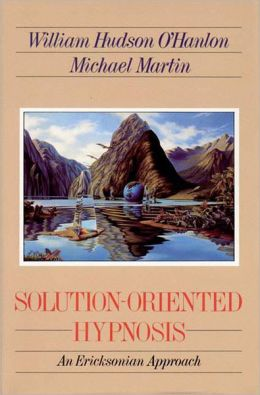 William Hudson O'Hanlon
Michael Martin
SOLUTION-ORIENTED
HYPNOSIS
An Ericksonian Approach